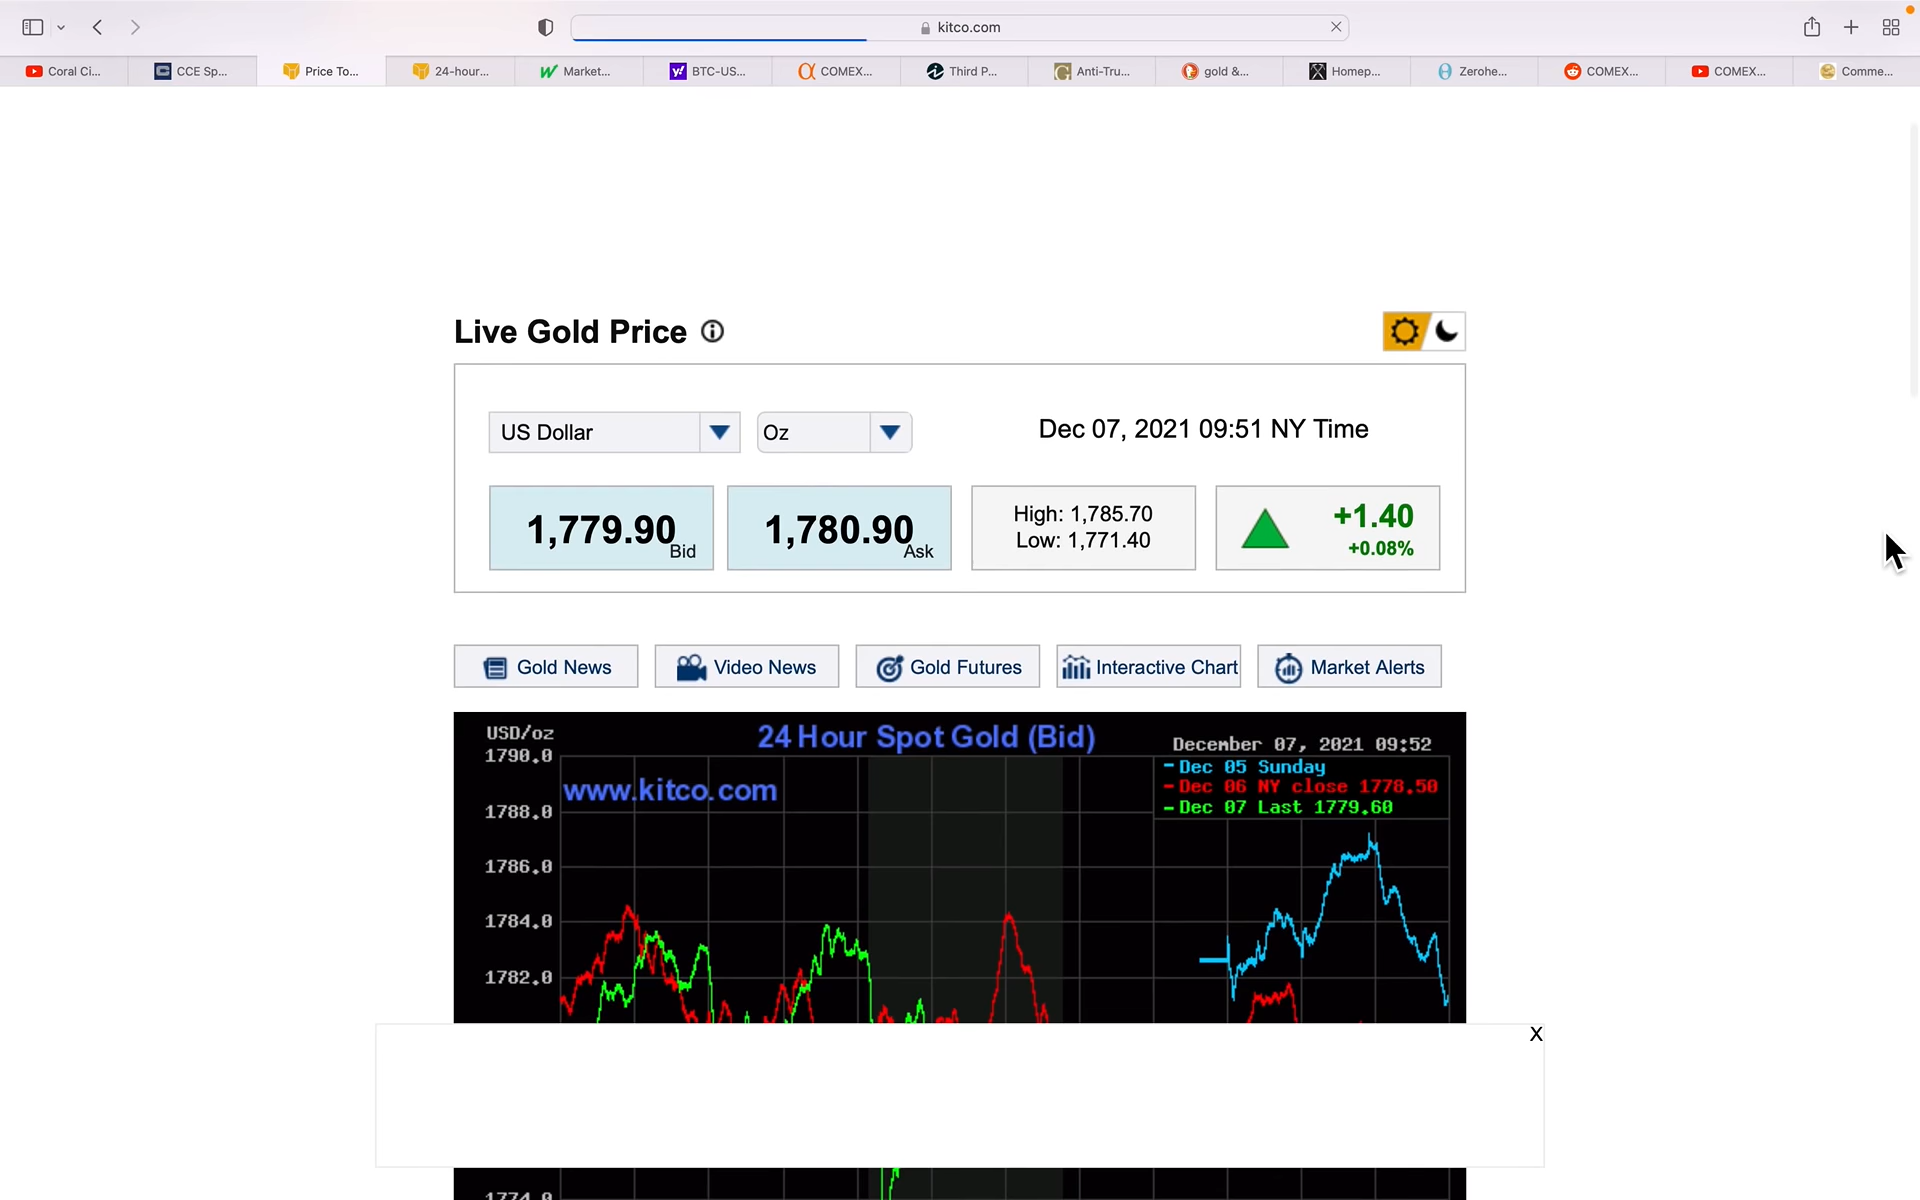 kitco.com
Coral Ci...
CCE Sp...
Price To...
24-hour...
Market...
BTC-US...
COMEX...
Third P...
Anti-Tru...
gold &...
Homep...
Zerohe...
COMEX...
COMEX...
Comme...
Live Gold Price
US Dollar
Oz
Dec 07, 2021 09:51 NY Time
1,779.90
Bid
1,780.90
Ask
High: 1,785.70
Low: 1,771.40
+1.40
+0.08%
Gold News
Video News
Gold Futures
Interactive Chart
Market Alerts
USD/oz
24 Hour Spot Gold (Bid)
December 07, 2021 09:52
1790.0
www.kitco.com
Dec 05 Sunday
Dec 06 NY close 1778.50
Dec 07 Last 1779.60
1788.0
1786.0
1784.0
1782.0
X
1774.0